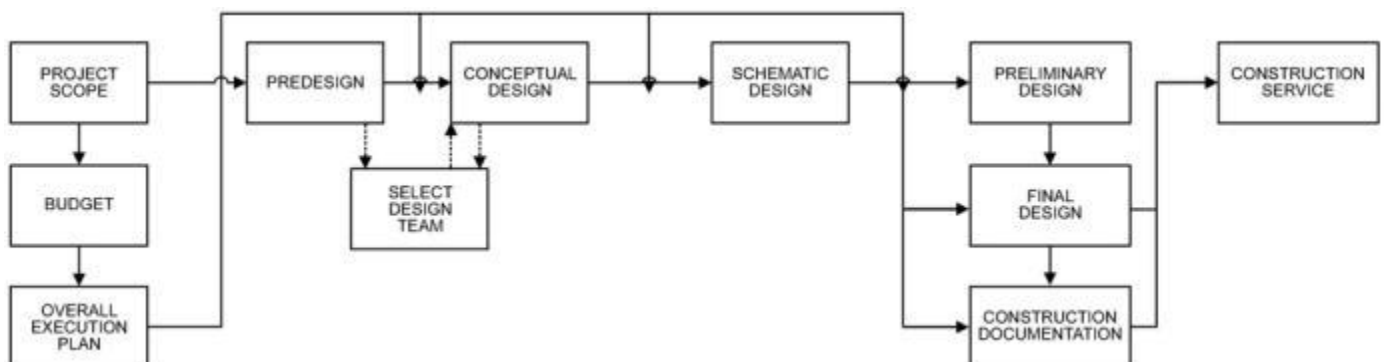 PROJECT
SCOPE
PREDESIGN
CONCEPTUAL
DESIGN
SCHEMATIC
DESIGN
PRELIMINARY
DESIGN
CONSTRUCTION
SERVICE
BUDGET
SELECT
DESIGN
TEAM
FINAL
DESIGN
OVERALL
EXECUTION
PLAN
CONSTRUCTION
DOCUMENTATION